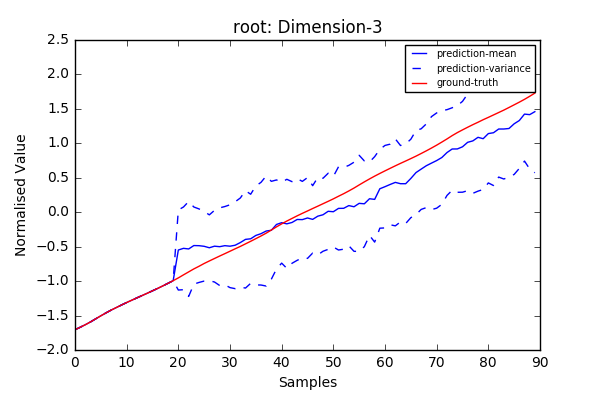 root: Dimension-3
2.5
2.0
1.5
1.0
0.5
0.0
−0.5
−1.0
−1.5
−2.0
Normalised Value
prediction-mean
prediction-variance
ground-truth
0 10 20 30 40 50 60 70 80 90
Samples